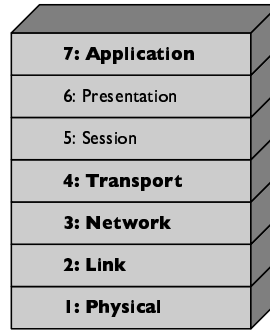 7: Application
6: Presentation
5: Session
4: Transport
3: Network
2: Link
1: Physical